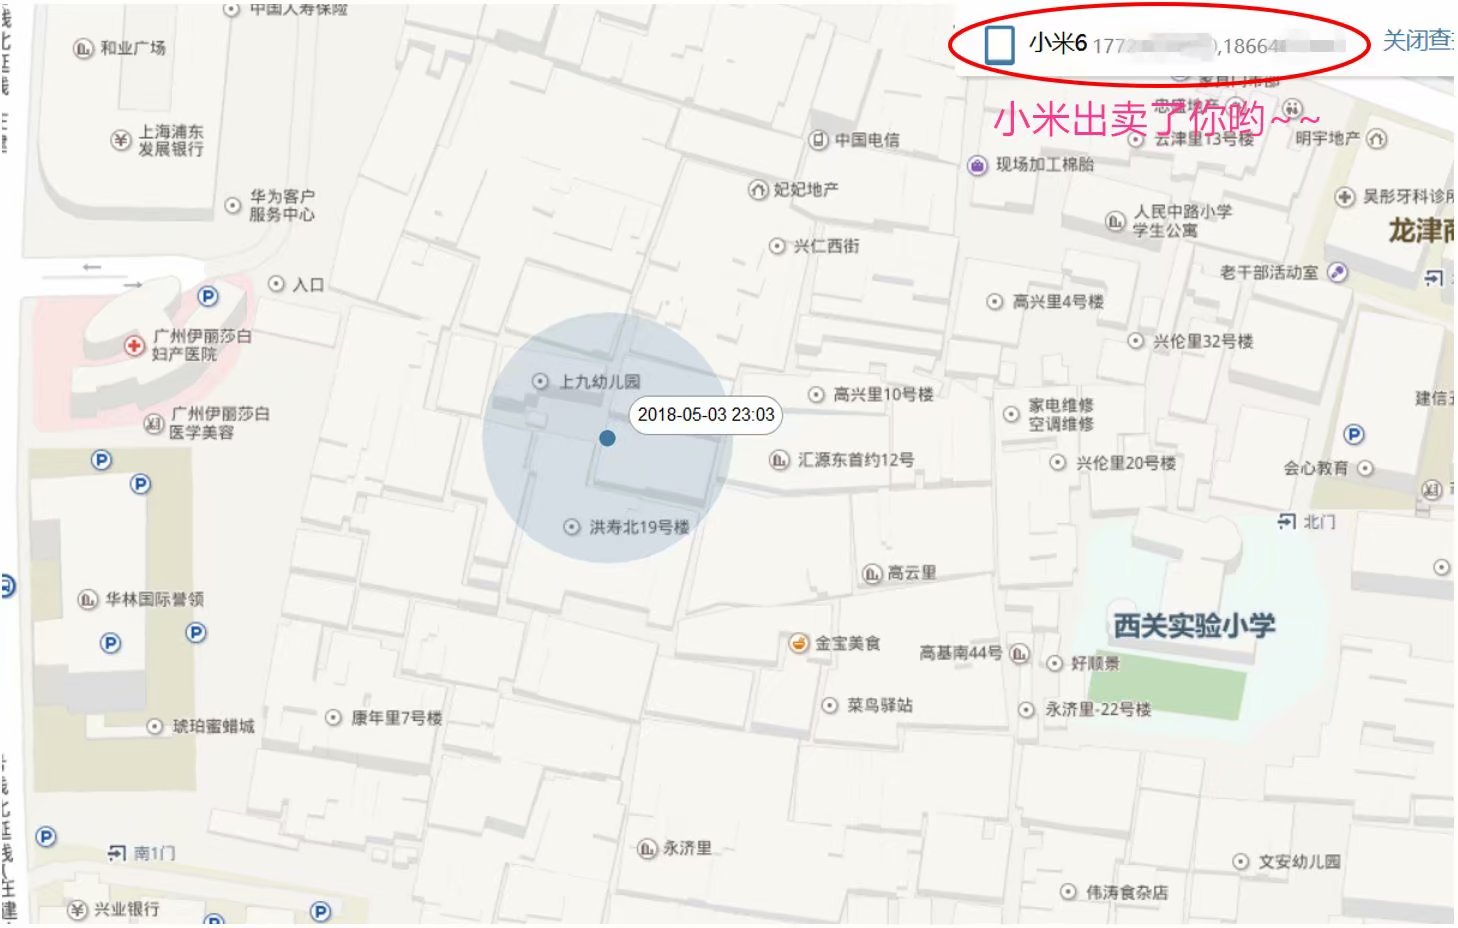 中国人寿保险
和业广场
小米6 1772
,18664
关闭查
小米出卖了你哟~~
忠盛地产
云津里13号楼
明宇地产
上海浦东
发展银行
中国电信
现场加工棉胎
妃妃地产
华为客户
服务中心
吴彤牙科诊所
人民中路小学
学生公寓
龙津商
兴仁西街
老干部活动室
入口
高兴里4号楼
广州伊丽莎白
妇产医院
兴伦里32号楼
上九幼儿园
高兴里10号楼
2018-05-03 23:03
家电维修
空调维修
建信
广州伊丽莎白
医学美容
汇源东首约12号
兴伦里20号楼
会心教育
洪寿北19号楼
北门
高云里
华林国际誉领
西关实验小学
金宝美食
高基南44号
好顺景
菜鸟驿站
永济里-22号楼
康年里7号楼
琥珀蜜蜡城
永济里
南1门
文安幼儿园
伟涛食杂店
兴业银行